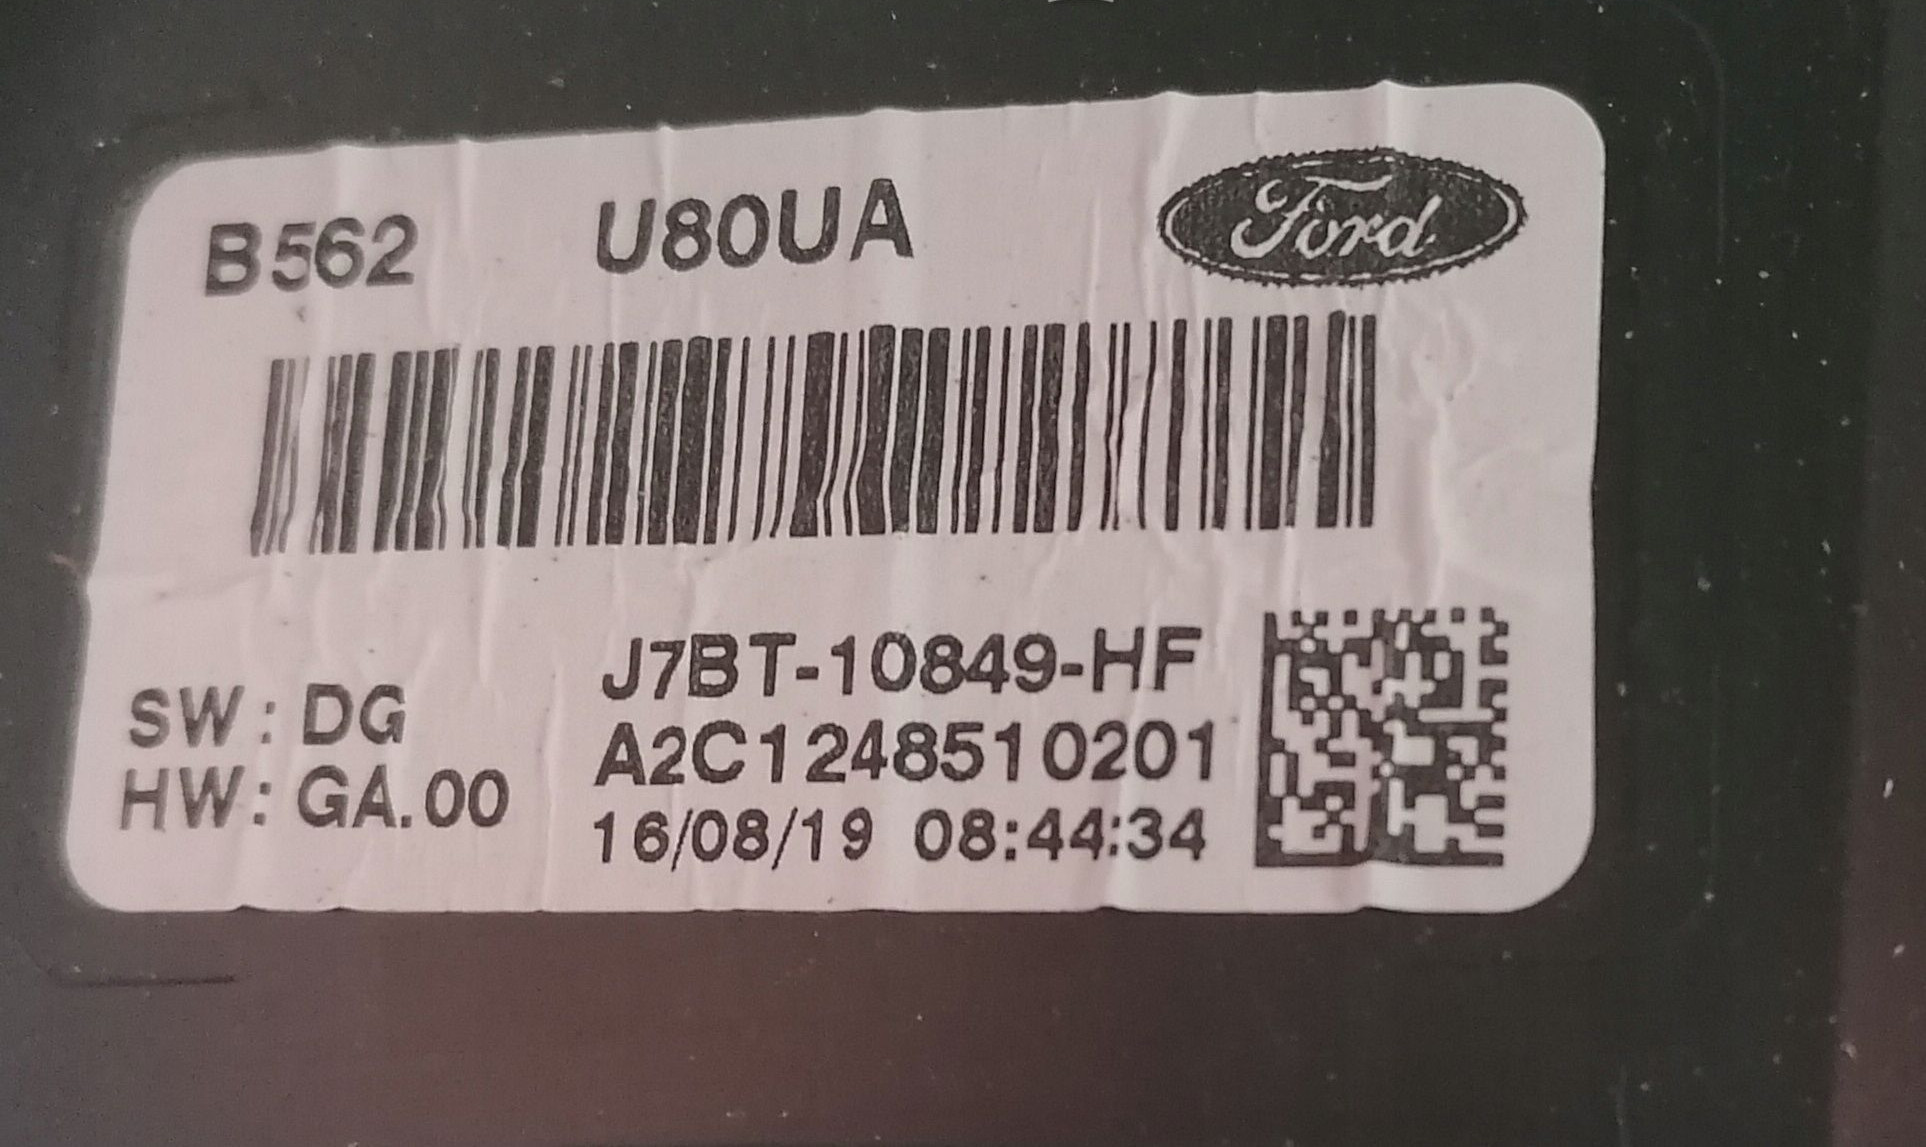 B562 U80UA Ford
J7BT-10849-HF
SW: DG
A2C1248510201
HW: GA.00
16/08/19 08:44:34